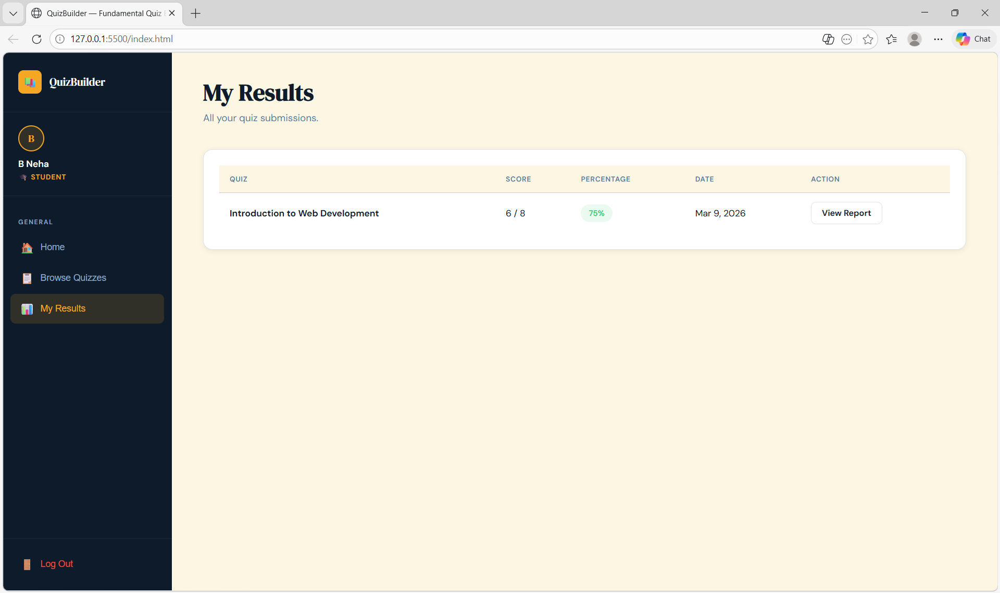 QuizBuilder — Fundamental Quiz
127.0.0.1:5500/index.html
Chat
QuizBuilder
B
B Neha
STUDENT
GENERAL
Home
Browse Quizzes
My Results
Log Out
My Results
All your quiz submissions.
QUIZ SCORE PERCENTAGE DATE ACTION
Introduction to Web Development 6 / 8 75% Mar 9, 2026 View Report